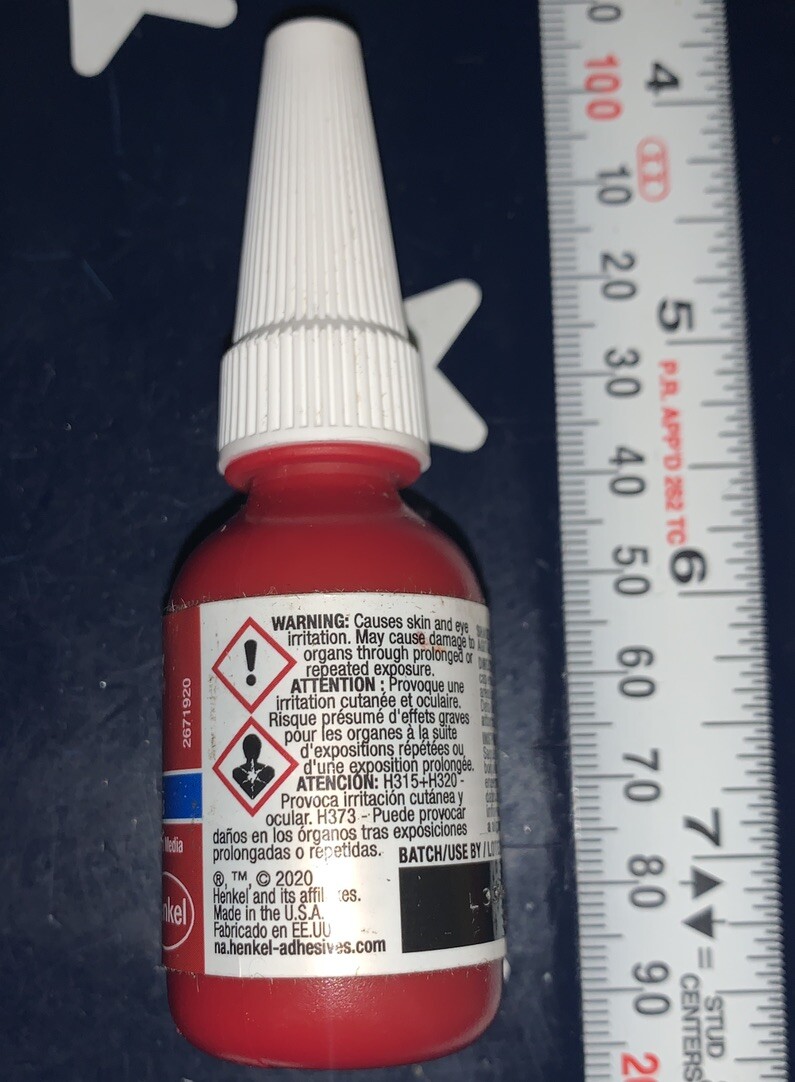 WARNING: Causes skin and eye
irritation. May cause damage to
organs through prolonged or
repeated exposure.
ATTENTION : Provoque une
irritation cutanée et oculaire.
Risque présumé d'effets graves
pour les organes à la suite
d'expositions répétées ou
d'une exposition prolongée.
ATENCIÓN: H315+H320 -
Provoca irritación cutánea y
ocular. H373 - Puede provocar
daños en los órganos tras exposiciones
prolongadas o repetidas.
BATCH/USE BY /
®, ™, © 2020
Henkel and its
Made in the U.S.A.
Fabricado en EE.UU
na.henkel-adhesives.com
2671920
Media
nkel
0
100
10
20
30
40
50
60
70
80
90
4
5
P.R. APP'D 262 TC
6
7
= STUD
CENTERS